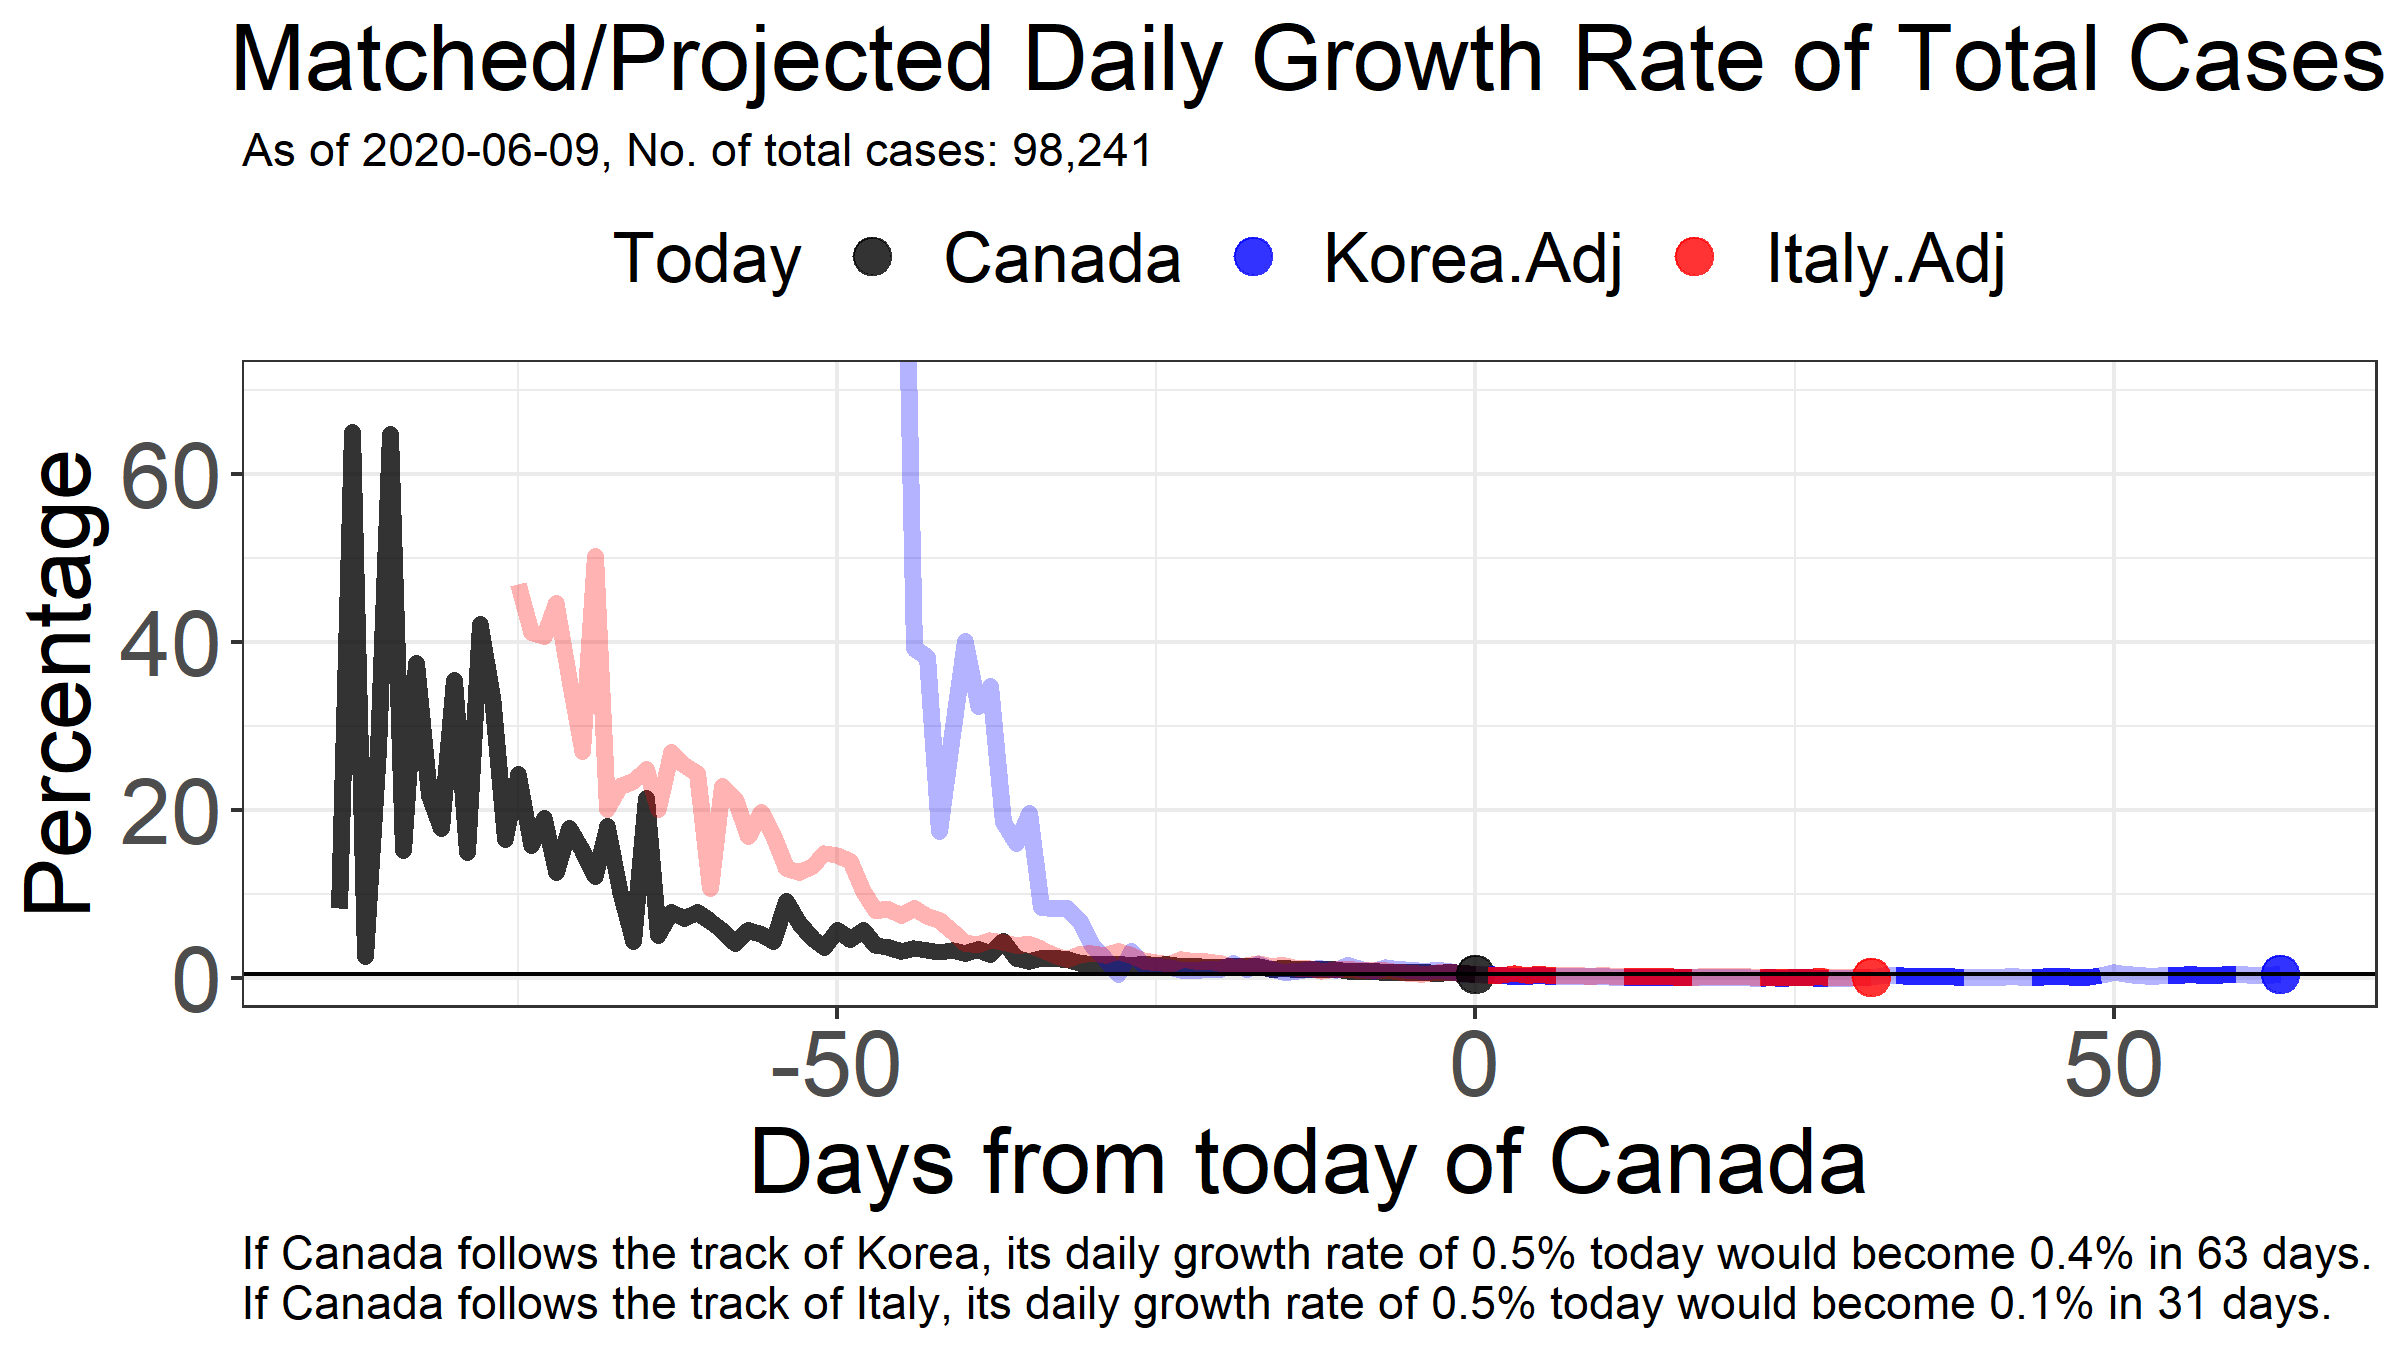 Matched/Projected Daily Growth Rate of Total Cases
As of 2020-06-09, No. of total cases: 98,241
Today Canada Korea.Adj Italy.Adj
Percentage
60
40
20
0
-50 0 50
Days from today of Canada
If Canada follows the track of Korea, its daily growth rate of 0.5% today would become 0.4% in 63 days.
If Canada follows the track of Italy, its daily growth rate of 0.5% today would become 0.1% in 31 days.